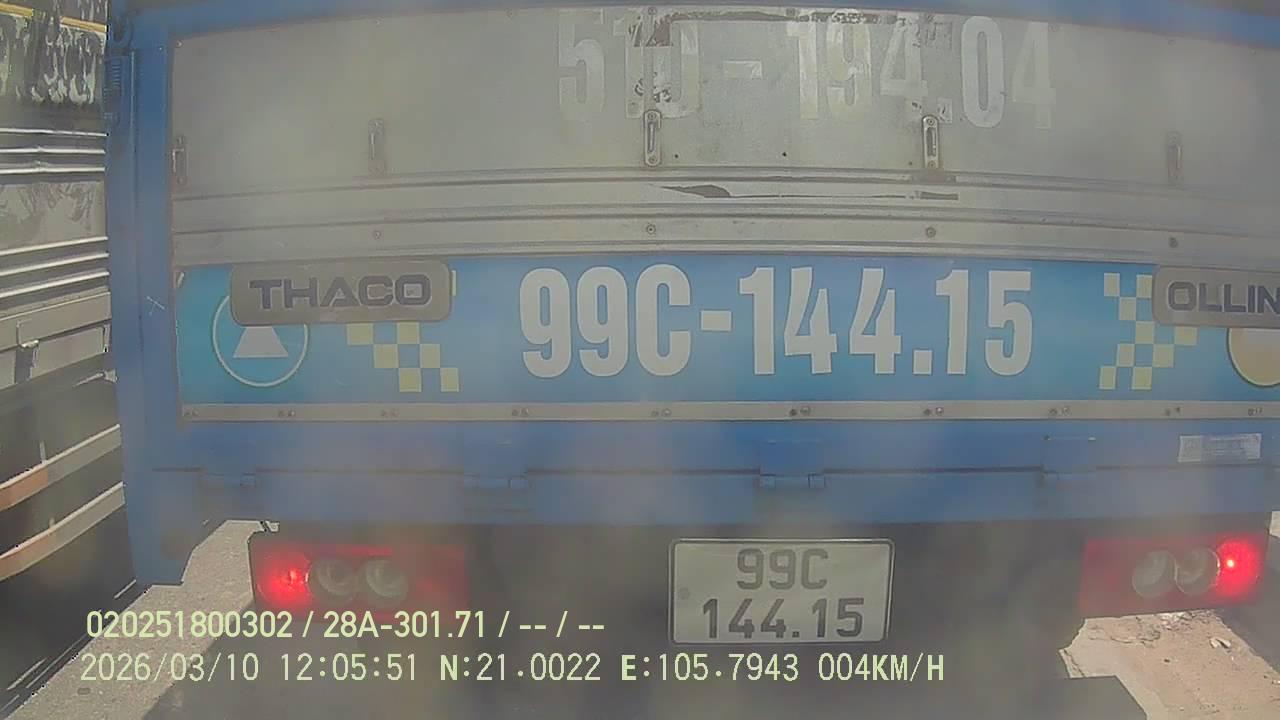 51D-194.04
THACO
99C-144.15
OLLIN
99C
144.15
020251800302 / 28A-301.71 / -- / --
2026/03/10 12:05:51 N:21.0022 E:105.7943 004KM/H